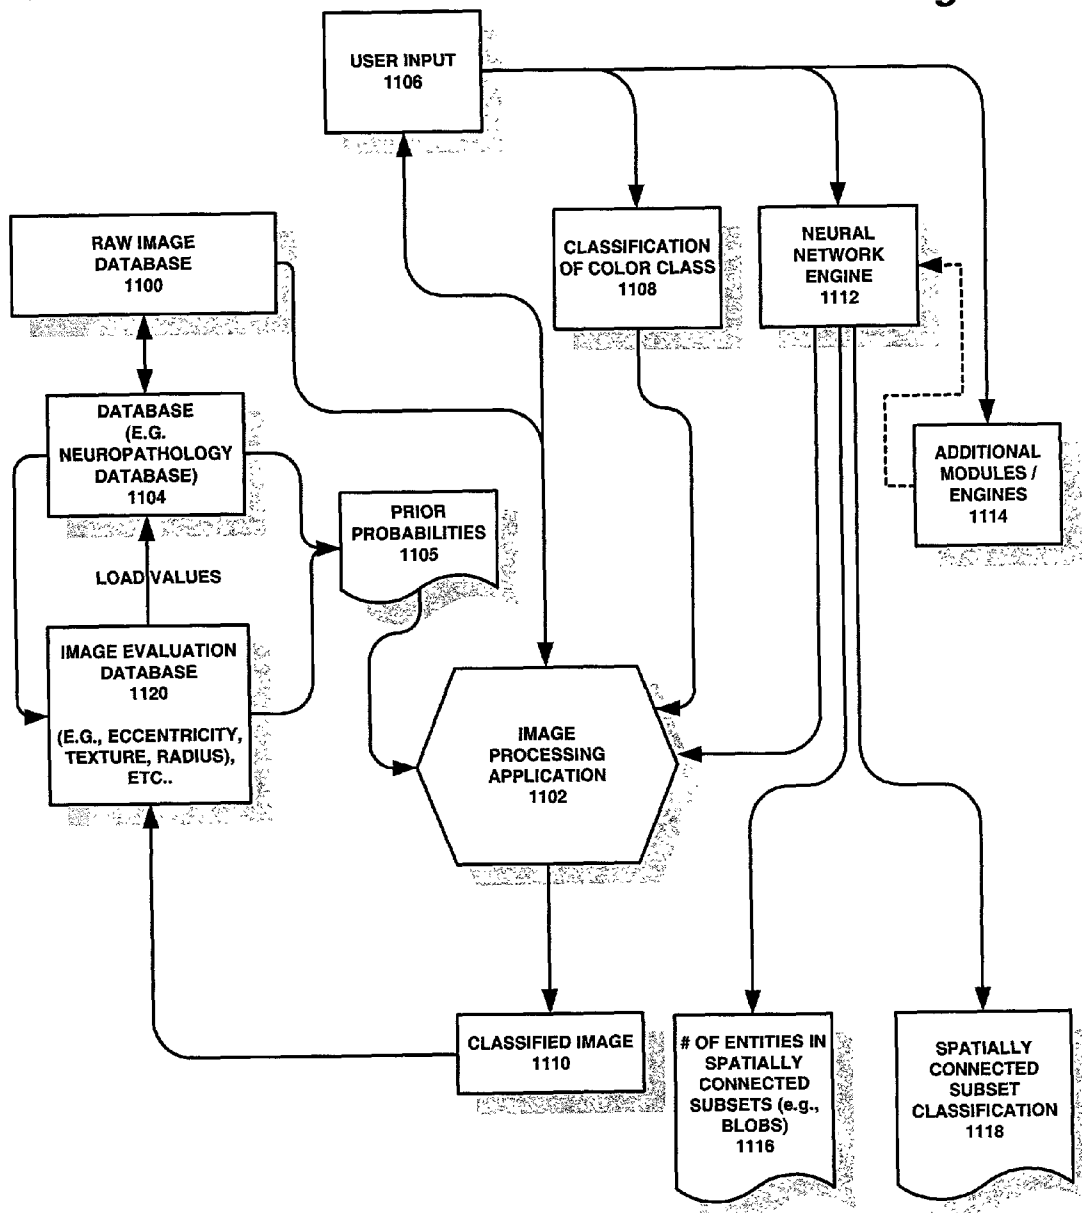 USER INPUT
1106
RAW IMAGE
DATABASE
1100
CLASSIFICATION
OF COLOR CLASS
1108
NEURAL
NETWORK
ENGINE
1112
DATABASE
(E.G.
NEUROPATHOLOGY
DATABASE)
1104
PRIOR
PROBABILITIES
1105
ADDITIONAL
MODULES /
ENGINES
1114
LOAD VALUES
IMAGE EVALUATION
DATABASE
1120
(E.G., ECCENTRICITY,
TEXTURE, RADIUS),
ETC..
IMAGE
PROCESSING
APPLICATION
1102
CLASSIFIED IMAGE
1110
# OF ENTITIES IN
SPATIALLY
CONNECTED
SUBSETS (e.g.,
BLOBS)
1116
SPATIALLY
CONNECTED
SUBSET
CLASSIFICATION
1118